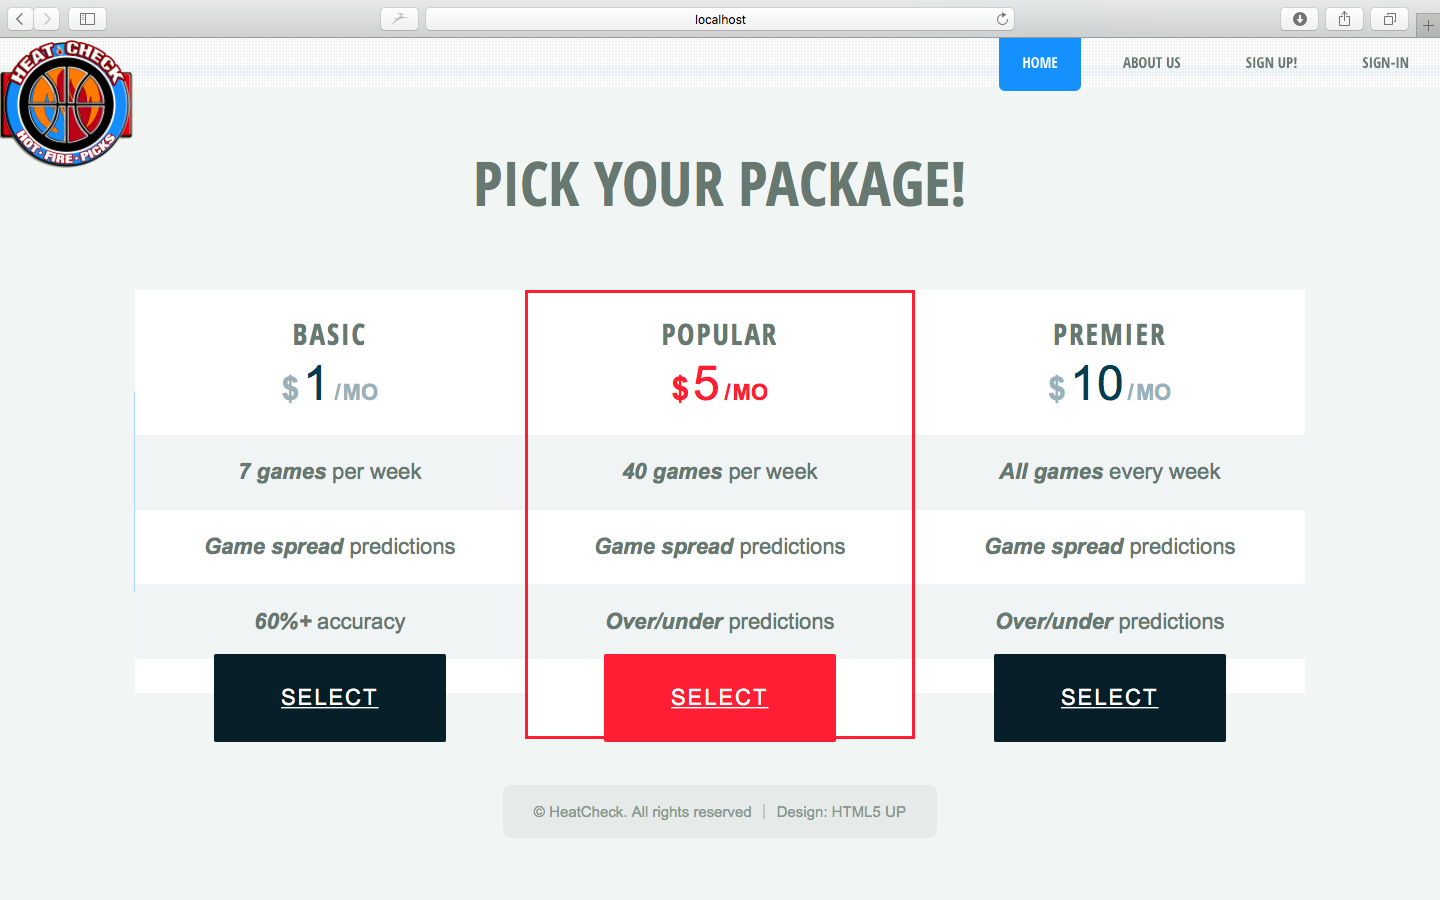 localhost
HEAT CHECK
HOT • FIRE • PICKS
HOME
ABOUT US
SIGN UP!
SIGN-IN
PICK YOUR PACKAGE!
BASIC
$1/MO
7 games per week
Game spread predictions
60%+ accuracy
SELECT
POPULAR
$5/MO
40 games per week
Game spread predictions
Over/under predictions
SELECT
PREMIER
$10/MO
All games every week
Game spread predictions
Over/under predictions
SELECT
© HeatCheck. All rights reserved | Design: HTML5 UP